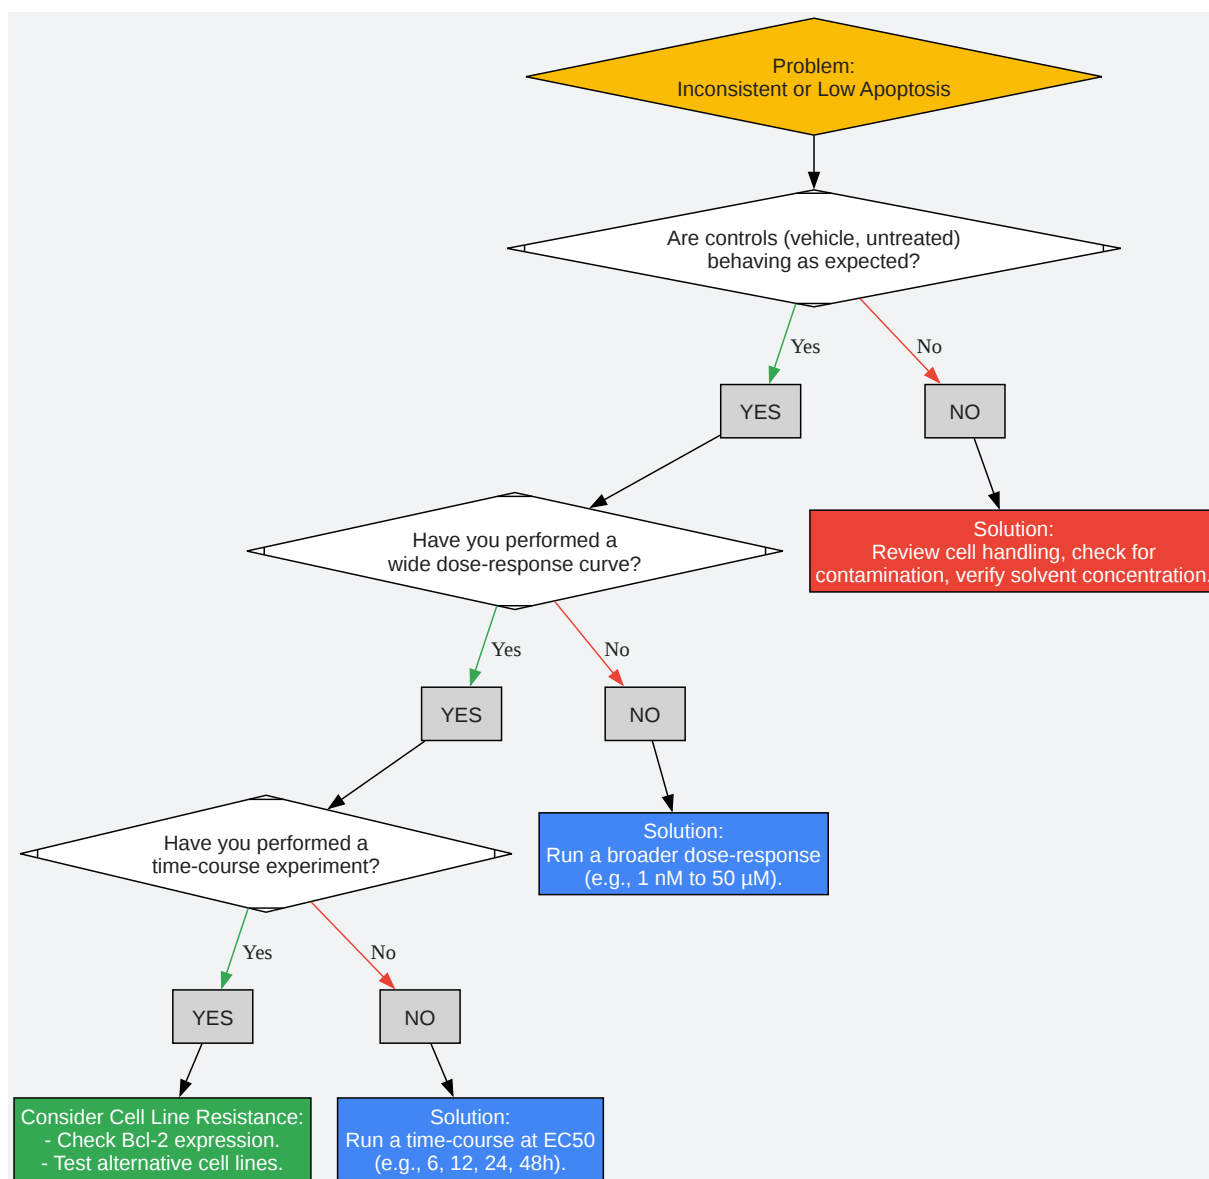 Problem:
Inconsistent or Low Apoptosis
Are controls (vehicle, untreated)
behaving as expected?
Yes
No
YES
NO
Have you performed a
wide dose-response curve?
Solution:
Review cell handling, check for
contamination, verify solvent concentration.
Yes
No
YES
NO
Have you performed a
time-course experiment?
Solution:
Run a broader dose-response
(e.g., 1 nM to 50 µM).
Yes
No
YES
NO
Consider Cell Line Resistance:
- Check Bcl-2 expression.
- Test alternative cell lines.
Solution:
Run a time-course at EC50
(e.g., 6, 12, 24, 48h).